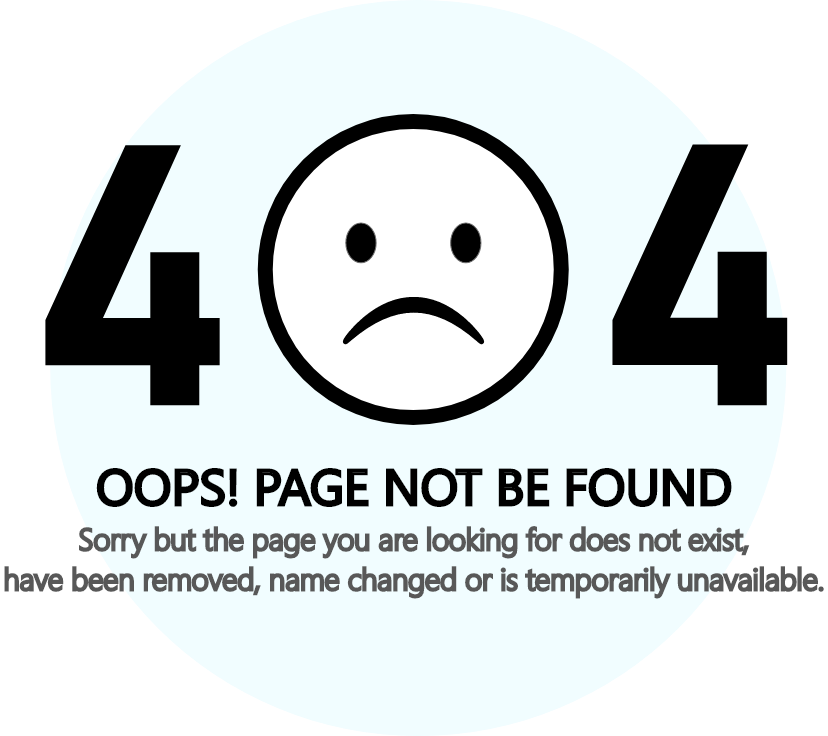 404
OOPS! PAGE NOT BE FOUND
Sorry but the page you are looking for does not exist,
have been removed, name changed or is temporarily unavailable.